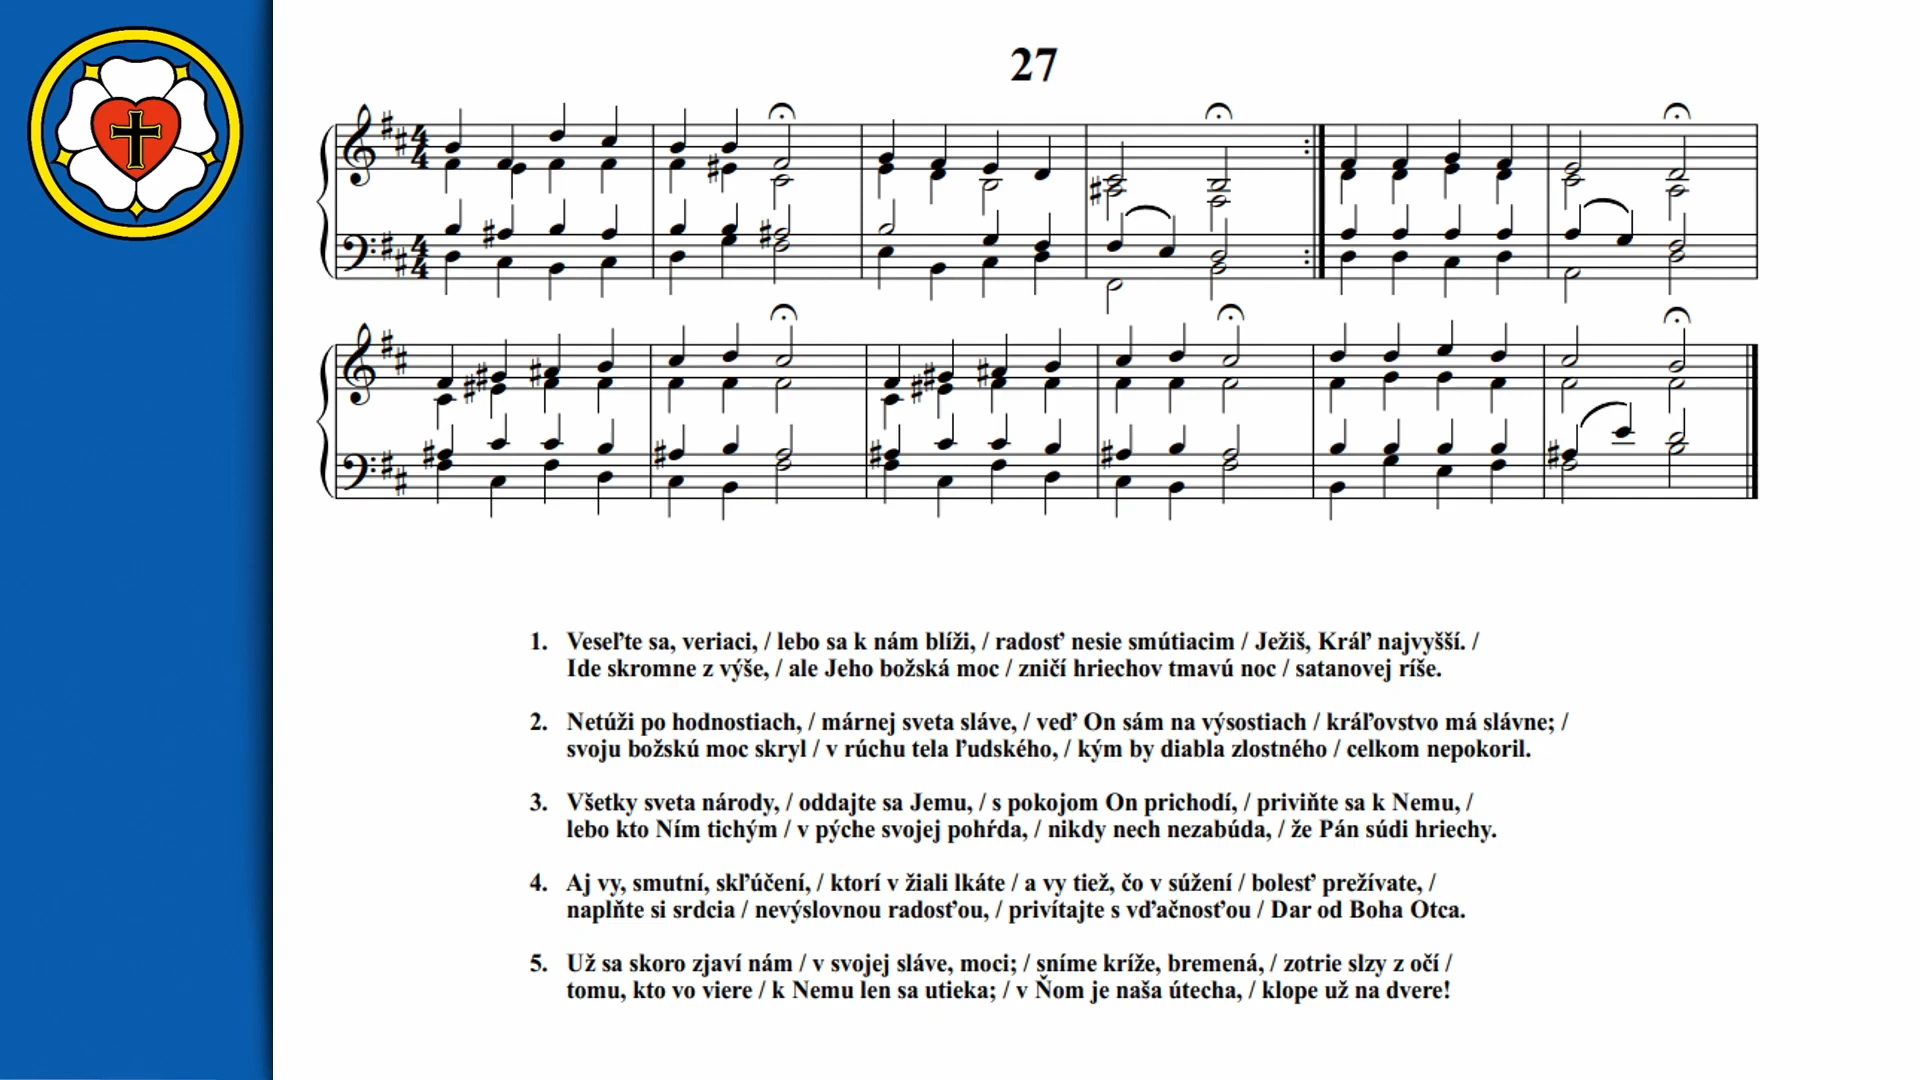 27
4
4
4
4
1. Veseľte sa, veriaci, / lebo sa k nám blíži, / radosť nesie smútiacim / Ježiš, Kráľ najvyšší. /
Ide skromne z výše, / ale Jeho božská moc / zničí hriechov tmavú noc / satanovej ríše.
2. Netúži po hodnostiach, / márnej sveta sláve, / veď On sám na výsostiach / kráľovstvo má slávne; /
svoju božskú moc skryl / v rúchu tela ľudského, / kým by diabla zlostného / celkom nepokoril.
3. Všetky sveta národy, / oddajte sa Jemu, / s pokojom On prichodí, / priviňte sa k Nemu, /
lebo kto Ním tichým / v pýche svojej pohŕda, / nikdy nech nezabúda, / že Pán súdi hriechy.
4. Aj vy, smutní, skľúčení, / ktorí v žiali lkáte / a vy tiež, čo v súžení / bolesť prežívate, /
naplňte si srdcia / nevýslovnou radosťou, / privítajte s vďačnosťou / Dar od Boha Otca.
5. Už sa skoro zjaví nám / v svojej sláve, moci; / sníme kríže, bremená, / zotrie slzy z očí /
tomu, kto vo viere / k Nemu len sa utieka; / v Ňom je naša útecha, / klope už na dvere!